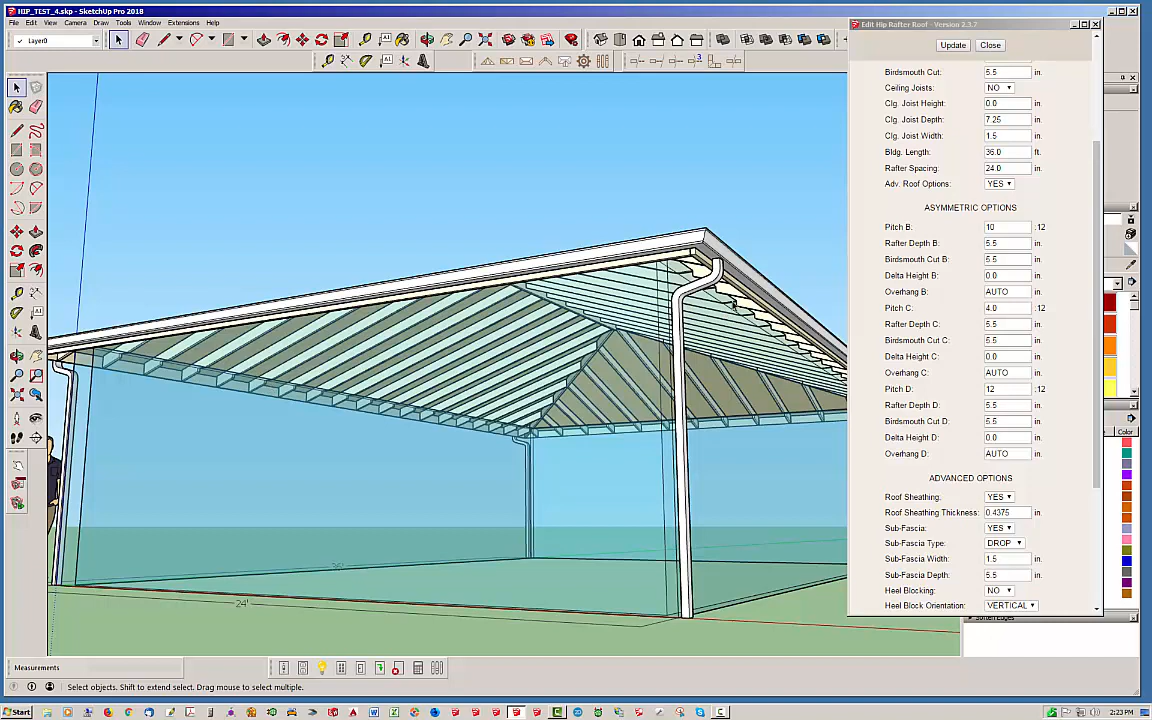 HIP_TEST_4.skp - SketchUp Pro 2018
File Edit View Camera Draw Tools Window Extensions Help
Layer0
Edit Hip Rafter Roof - Version 2.3.7
Update Close
Birdsmouth Cut: 5.5 in.
Ceiling Joists: NO
Clg. Joist Height: 0.0 in.
Clg. Joist Depth: 7.25 in.
Clg. Joist Width: 1.5 in.
Bldg. Length: 36.0 ft.
Rafter Spacing: 24.0 in.
Adv. Roof Options: YES
ASYMMETRIC OPTIONS
Pitch B: 10 :12
Rafter Depth B: 5.5 in.
Birdsmouth Cut B: 5.5 in.
Delta Height B: 0.0 in.
Overhang B: AUTO in.
Pitch C: 4.0 :12
Rafter Depth C: 5.5 in.
Birdsmouth Cut C: 5.5 in.
Delta Height C: 0.0 in.
Overhang C: AUTO in.
Pitch D: 12 :12
Rafter Depth D: 5.5 in.
Birdsmouth Cut D: 5.5 in.
Delta Height D: 0.0 in.
Overhang D: AUTO in.
ADVANCED OPTIONS
Roof Sheathing: YES
Roof Sheathing Thickness: 0.4375 in.
Sub-Fascia: YES
Sub-Fascia Type: DROP
Sub-Fascia Width: 1.5 in.
Sub-Fascia Depth: 5.5 in.
Heel Blocking: NO
Heel Block Orientation: VERTICAL
Color
36'
24'
Soften Edges
Measurements
Select objects. Shift to extend select. Drag mouse to select multiple.
Start
2:23 PM